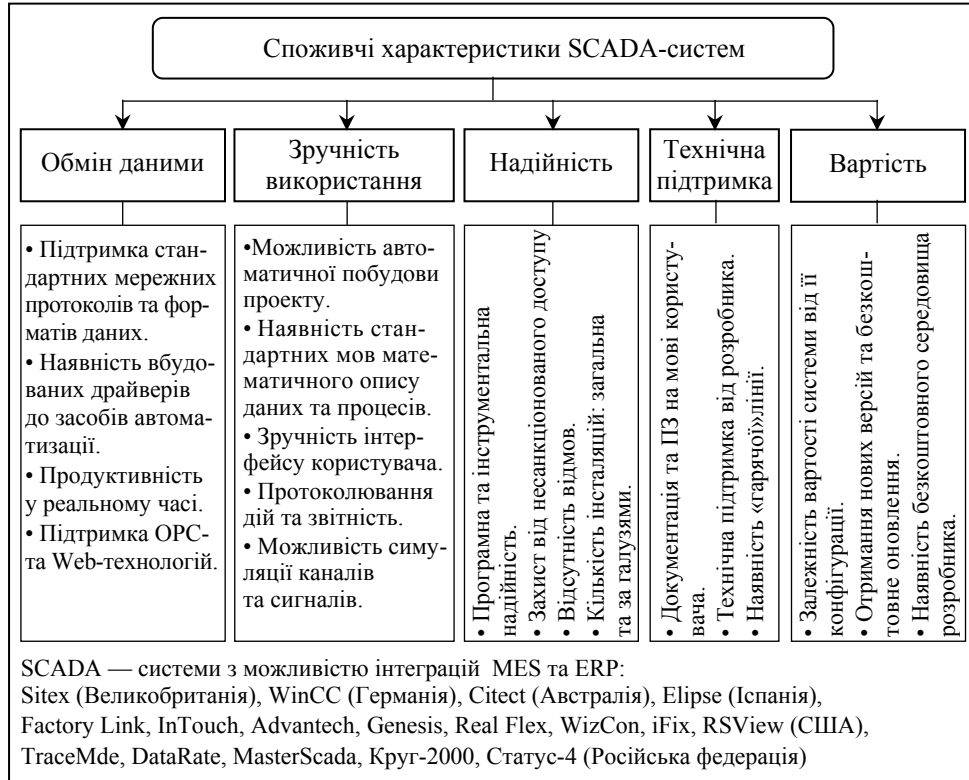 Споживчі характеристики SCADA-систем
Обмін даними
Зручність
використання
Надійність
Технічна
підтримка
Вартість
• Підтримка стан-
дартних мережних
протоколів та фор-
матів даних.
• Наявність вбудо-
ваних драйверів
до засобів автома-
тизації.
• Продуктивність
у реальному часі.
• Підтримка OPC-
та Web-технологій.
•Можливість авто-
матичної побудови
проекту.
• Наявність стан-
дартних мов мате-
матичного опису
даних та процесів.
• Зручність інтер-
фейсу користувача.
• Протоколювання
дій та звітність.
• Можливість симу-
ляції каналів
та сигналів.
• Програмна та інструментальна
надійність.
• Захист від несанкціонованого доступу
• Відсутність відмов.
• Кількість інсталяцій: загальна
та за галузями.
• Документація та ПЗ на мові користу-
вача.
• Технічна підтримка від розробника.
• Наявність «гарячої»лінії.
• Залежність вартості системи від її
конфігурації.
• Отримання нових версій та безкош-
товне оновлення.
• Наявність безкоштовного середовища
розробника.
SCADA — системи з можливістю інтеграцій MES та ERP:
Sitex (Великобританія), WinCC (Германія), Citect (Австралія), Elipse (Іспанія),
Factory Link, InTouch, Advantech, Genesis, Real Flex, WizCon, iFix, RSView (США),
TraceMde, DataRate, MasterScada, Круг-2000, Статус-4 (Російська федерація)